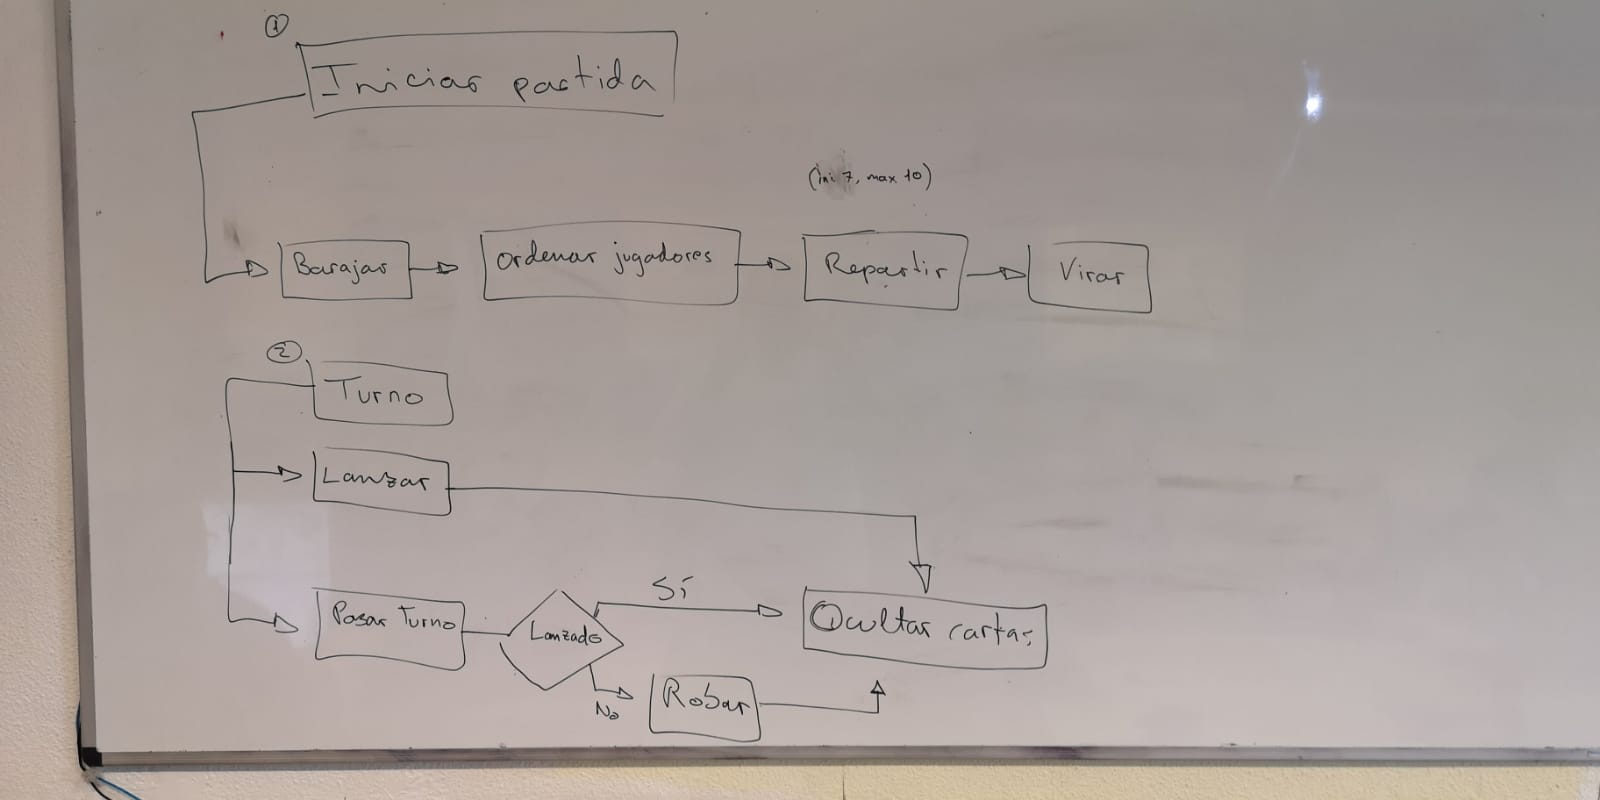 1
Iniciar partida
(ini 7, max 10)
Barajar
Ordenar jugadores
Repartir
Virar
2
Turno
Lanzar
Pasar Turno
Lanzado
Sí
No
Robar
Ocultar cartas